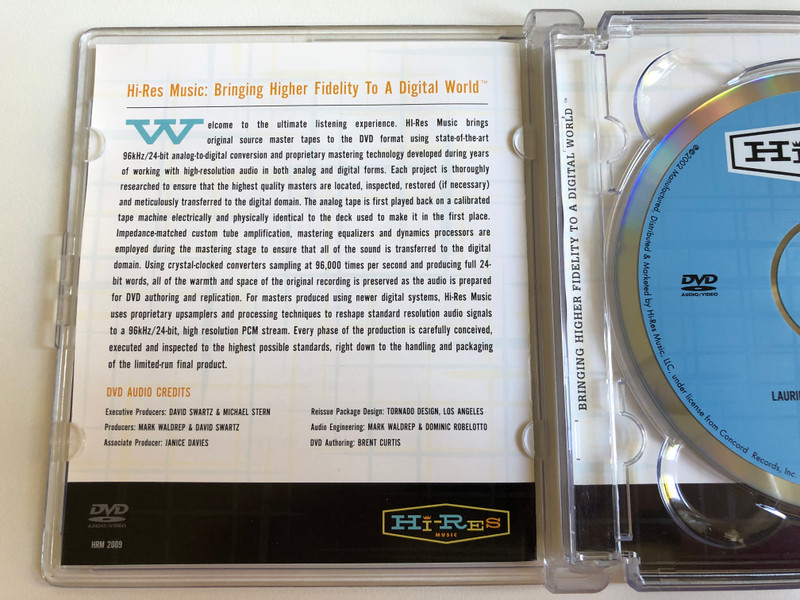 Hi-Res Music: Bringing Higher Fidelity To A Digital World™
Welcome to the ultimate listening experience. HI-Res Music brings
original source master tapes to the DVD format using state-of-the-art
96kHz/24-bit analog-to-digital conversion and proprietary mastering technology developed during years
of working with high-resolution audio in both analog and digital forms. Each project is thoroughly
researched to ensure that the highest quality masters are located, inspected, restored (if necessary)
and meticulously transferred to the digital domain. The analog tape is first played back on a calibrated
tape machine electrically and physically identical to the deck used to make it in the first place.
Impedance-matched custom tube amplification, mastering equalizers and dynamics processors are
employed during the mastering stage to ensure that all of the sound is transferred to the digital
domain. Using crystal-clocked converters sampling at 96,000 times per second and producing full 24-
bit words, all of the warmth and space of the original recording is preserved as the audio is prepared
for DVD authoring and replication. For masters produced using newer digital systems, Hi-Res Music
uses proprietary upsamplers and processing techniques to reshape standard resolution audio signals
to a 96kHz/24-bit, high resolution PCM stream. Every phase of the production is carefully conceived,
executed and inspected to the highest possible standards, right down to the handling and packaging
of the limited-run final product.
DVD AUDIO CREDITS
Executive Producers: DAVID SWARTZ & MICHAEL STERN
Producers: MARK WALDREP & DAVID SWARTZ
Associate Producer: JANICE DAVIES
Reissue Package Design: TORNADO DESIGN, LOS ANGELES
Audio Engineering: MARK WALDREP & DOMINIC ROBELOTTO
DVD Authoring: BRENT CURTIS
DVD
AUDIO/VIDEO
HRM 2009
HI-RES
MUSIC
BRINGING HIGHER FIDELITY TO A DIGITAL WORLD™
HI
℗©2002 Manufactured, Distributed & Marketed by Hi-Res Music, LLC, under license from Concord Records, Inc.
DVD
AUDIO/VIDEO
LAURI